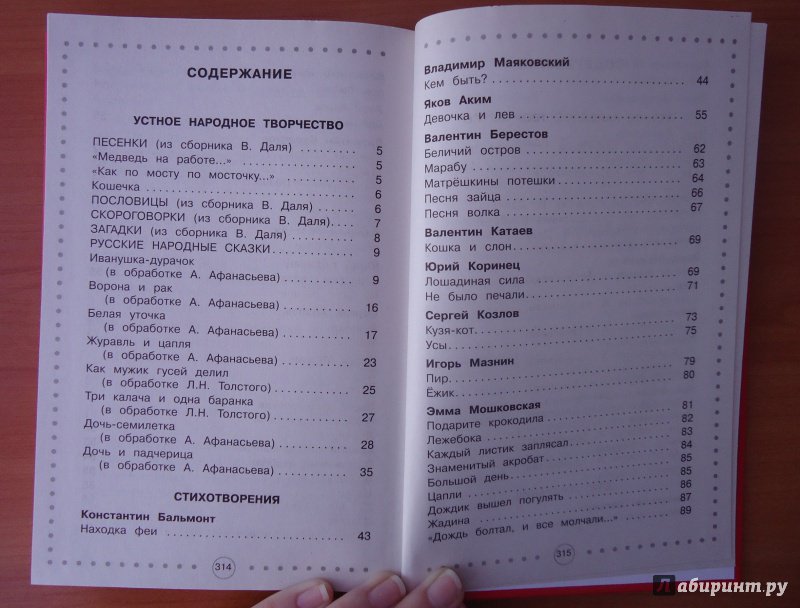 СОДЕРЖАНИЕ
УСТНОЕ НАРОДНОЕ ТВОРЧЕСТВО
ПЕСЕНКИ (из сборника В. Даля) . . . . . . . . . . 5
«Медведь на работе...» . . . . . . . . . . 5
«Как по мосту по мосточку...» . . . . . . . . . . 5
Кошечка . . . . . . . . . . 6
ПОСЛОВИЦЫ (из сборника В. Даля) . . . . . . . . . . 6
СКОРОГОВОРКИ (из сборника В. Даля) . . . . 7
ЗАГАДКИ (из сборника В. Даля) . . . . . . . . . . 8
РУССКИЕ НАРОДНЫЕ СКАЗКИ . . . . . . . . . . 9
Иванушка-дурачок
(в обработке А. Афанасьева) . . . . . . . . . . 9
Ворона и рак
(в обработке А. Афанасьева) . . . . . . . . . . 16
Белая уточка
(в обработке А. Афанасьева) . . . . . . . . . . 17
Журавль и цапля
(в обработке А. Афанасьева) . . . . . . . . . . 23
Как мужик гусей делил
(в обработке Л.Н. Толстого) . . . . . . . . . . 25
Три калача и одна баранка
(в обработке Л.Н. Толстого) . . . . . . . . . . 27
Дочь-семилетка
(в обработке А. Афанасьева) . . . . . . . . . . 28
Дочь и падчерица
(в обработке А. Афанасьева) . . . . . . . . . . 35
СТИХОТВОРЕНИЯ
Константин Бальмонт
Находка феи . . . . . . . . . . 43
314
Владимир Маяковский
Кем быть? . . . . . . . . . . 44
Яков Аким
Девочка и лев . . . . . . . . . . 55
Валентин Берестов
Беличий остров . . . . . . . . . . 62
Марабу . . . . . . . . . . 63
Матрёшкины потешки . . . . . . . . . . 64
Песня зайца . . . . . . . . . . 66
Песня волка . . . . . . . . . . 67
Валентин Катаев
Кошка и слон . . . . . . . . . . 69
Юрий Коринец
Лошадиная сила . . . . . . . . . . 69
Не было печали . . . . . . . . . . 71
Сергей Козлов
Кузя-кот . . . . . . . . . . 73
Усы . . . . . . . . . . 75
Игорь Мазнин
Пир . . . . . . . . . . 79
Ёжик . . . . . . . . . . 80
Эмма Мошковская
Подарите крокодила . . . . . . . . . . 81
Лежебока . . . . . . . . . . 82
Каждый листик заплясал . . . . . . . . . . 83
Знаменитый акробат . . . . . . . . . . 84
Большой день . . . . . . . . . . 85
Цапли . . . . . . . . . . 85
Дождик вышел погулять . . . . . . . . . . 86
Жадина . . . . . . . . . . 87
«Дождь болтал, и все молчали...» . . . . . . . . . . 89
315
Лабиринт.ру